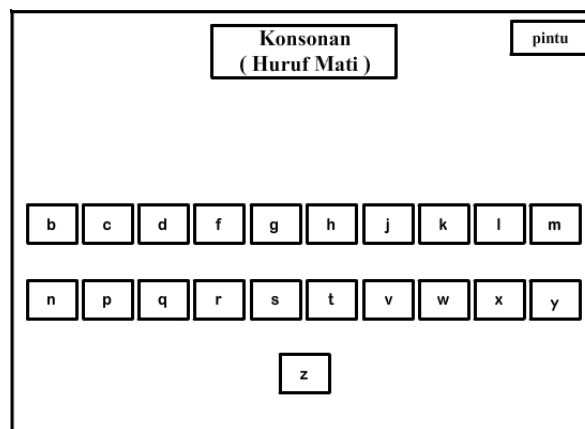 Konsonan
( Huruf Mati )
pintu
b c d f g h j k l m
n p q r s t v w x y
z